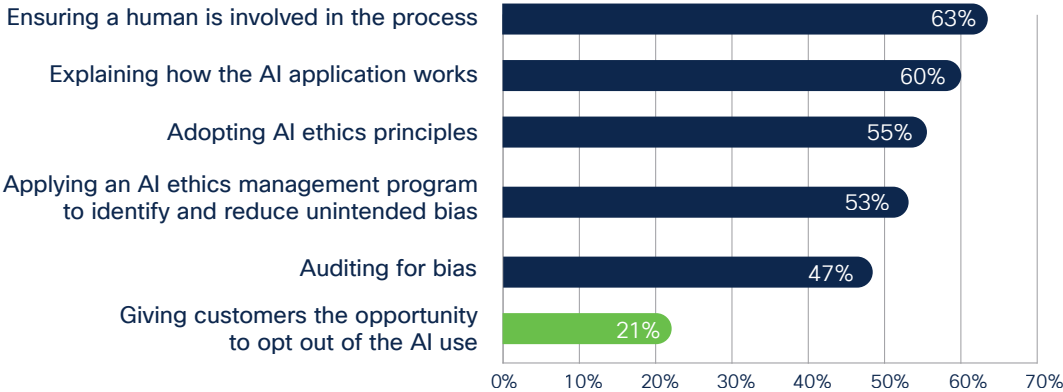 Ensuring a human is involved in the process
63%
Explaining how the AI application works
60%
Adopting AI ethics principles
55%
Applying an AI ethics management program
to identify and reduce unintended bias
53%
Auditing for bias
47%
Giving customers the opportunity
to opt out of the AI use
21%
0% 10% 20% 30% 40% 50% 60% 70%